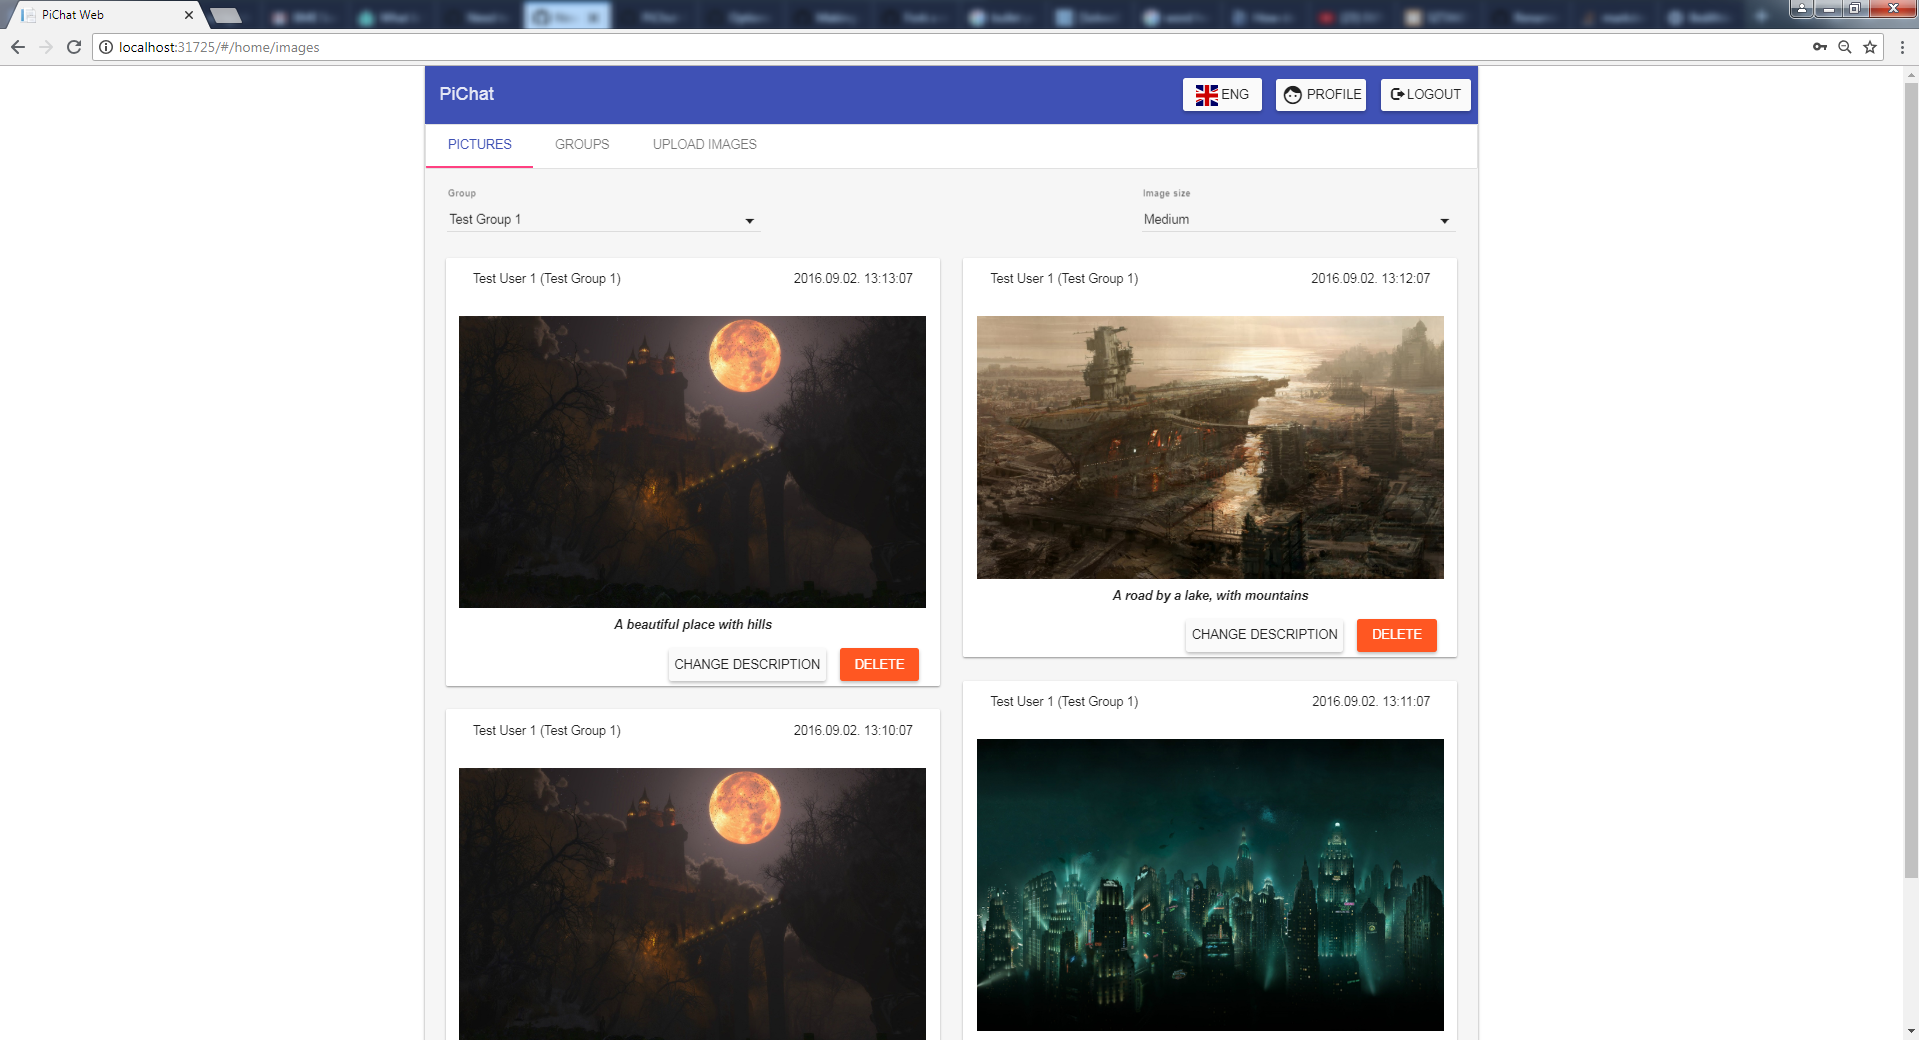 PiChat Web
localhost:31725/#/home/images
PiChat
ENG
PROFILE
LOGOUT
PICTURES
GROUPS
UPLOAD IMAGES
Group
Test Group 1
Image size
Medium
Test User 1 (Test Group 1)
2016.09.02. 13:13:07
A beautiful place with hills
CHANGE DESCRIPTION
DELETE
Test User 1 (Test Group 1)
2016.09.02. 13:12:07
A road by a lake, with mountains
CHANGE DESCRIPTION
DELETE
Test User 1 (Test Group 1)
2016.09.02. 13:10:07
Test User 1 (Test Group 1)
2016.09.02. 13:11:07